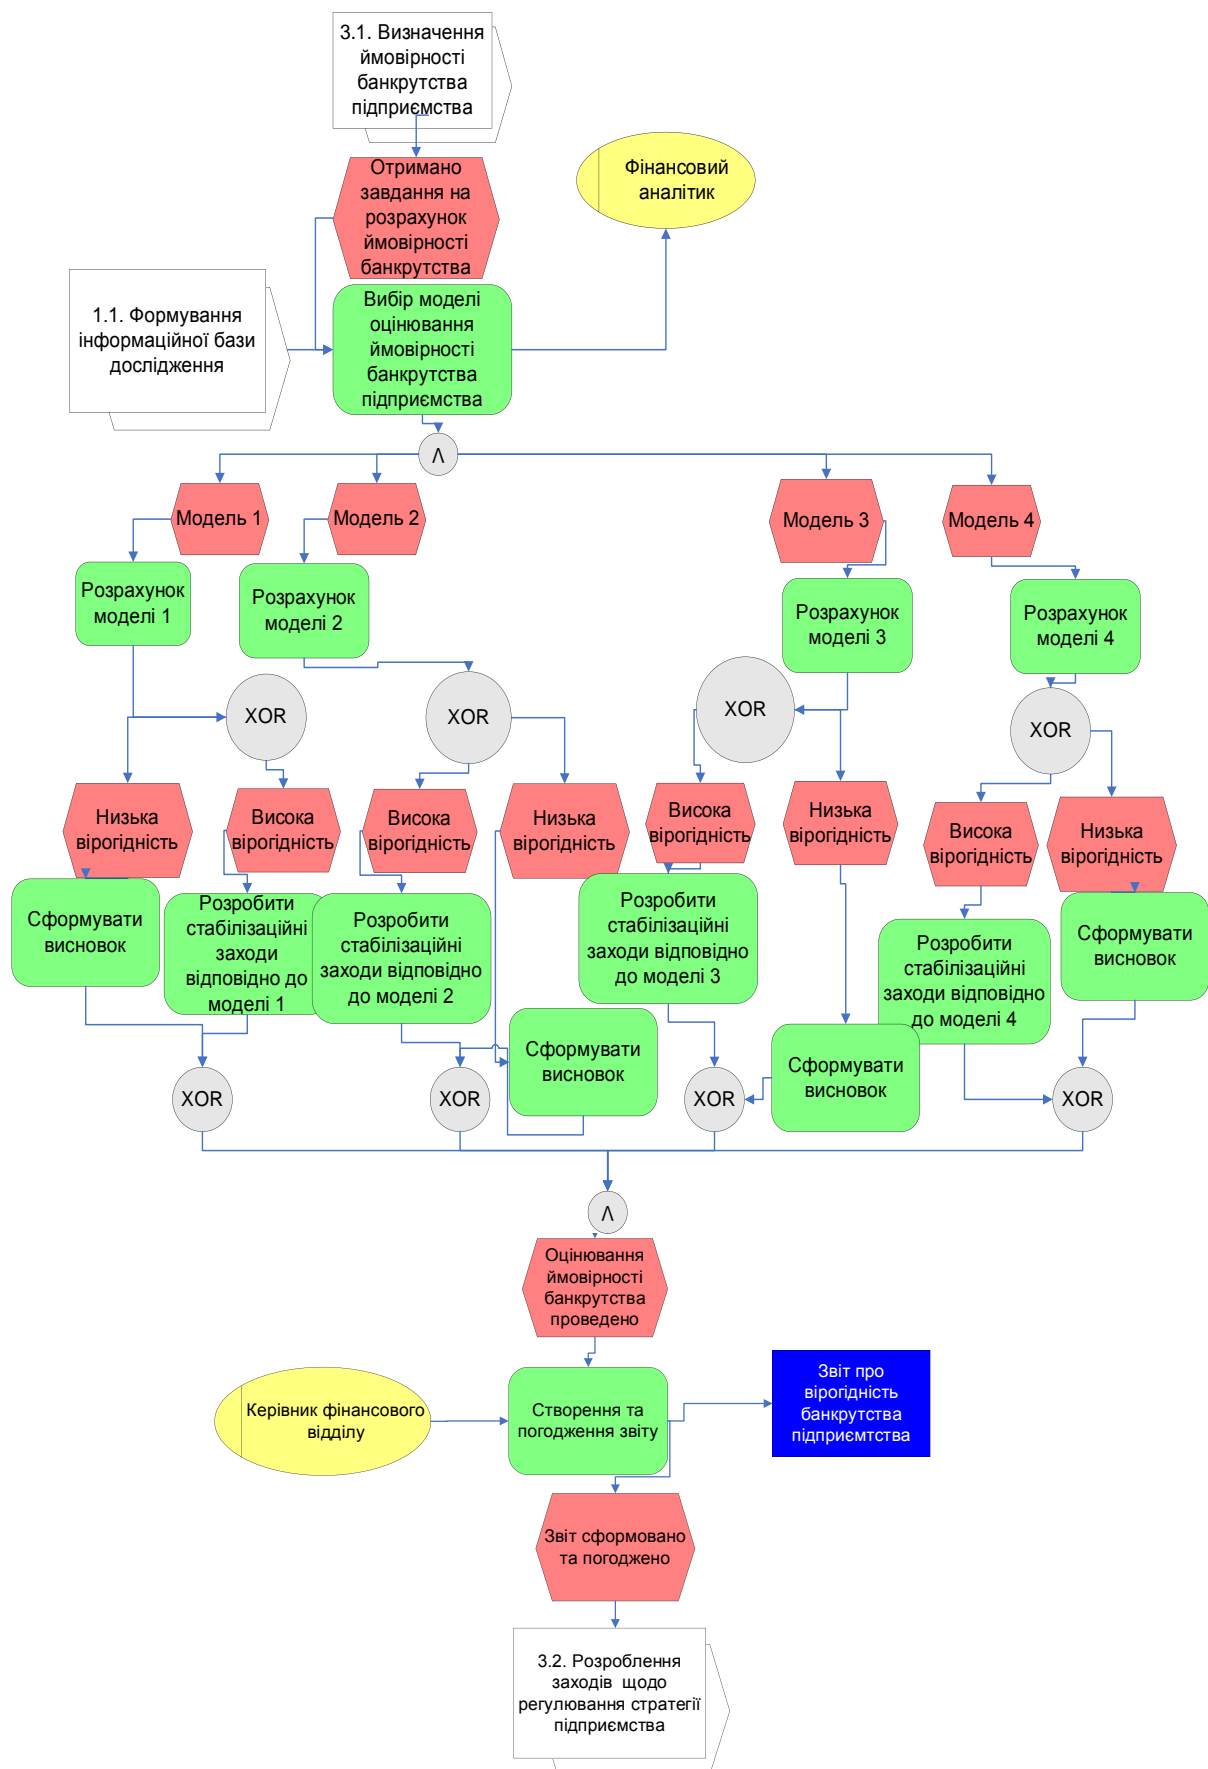 3.1. Визначення
ймовірності
банкрутства
підприємства
Отримано
завдання на
розрахунок
ймовірності
банкрутства
Фінансовий
аналітик
1.1. Формування
інформаційної бази
дослідження
Вибір моделі
оцінювання
ймовірності
банкрутства
підприємства
Λ
Модель 1
Модель 2
Модель 3
Модель 4
Розрахунок
моделі 1
Розрахунок
моделі 2
Розрахунок
моделі 3
Розрахунок
моделі 4
XOR
XOR
XOR
XOR
Низька
вірогідність
Висока
вірогідність
Висока
вірогідність
Низька
вірогідність
Висока
вірогідність
Низька
вірогідність
Висока
вірогідність
Низька
вірогідність
Сформувати
висновок
Розробити
стабілізаційні
заходи
відповідно до
моделі 1
Розробити
стабілізаційні
заходи відповідно
до моделі 2
Розробити
стабілізаційні
заходи відповідно
до моделі 3
Розробити
стабілізаційні
заходи відповідно
до моделі 4
Сформувати
висновок
Сформувати
висновок
Сформувати
висновок
XOR
XOR
XOR
XOR
Λ
Оцінювання
ймовірності
банкрутства
проведено
Керівник фінансового
відділу
Створення та
погодження звіту
Звіт про
вірогідність
банкрутства
підприємтства
Звіт сформовано
та погоджено
3.2. Розроблення
заходів щодо
регулювання стратегії
підприємства